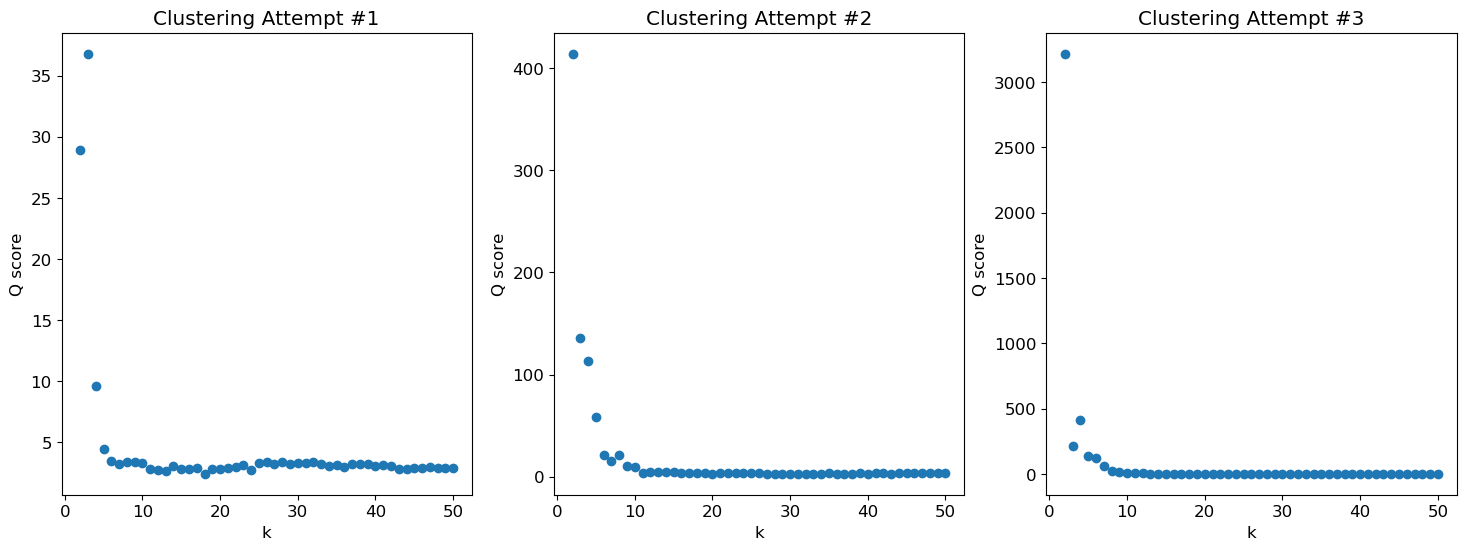 Clustering Attempt #1
Q score
35
30
25
20
15
10
5
0 10 20 30 40 50
k
Clustering Attempt #2
Q score
400
300
200
100
0
0 10 20 30 40 50
k
Clustering Attempt #3
Q score
3000
2500
2000
1500
1000
500
0
0 10 20 30 40 50
k